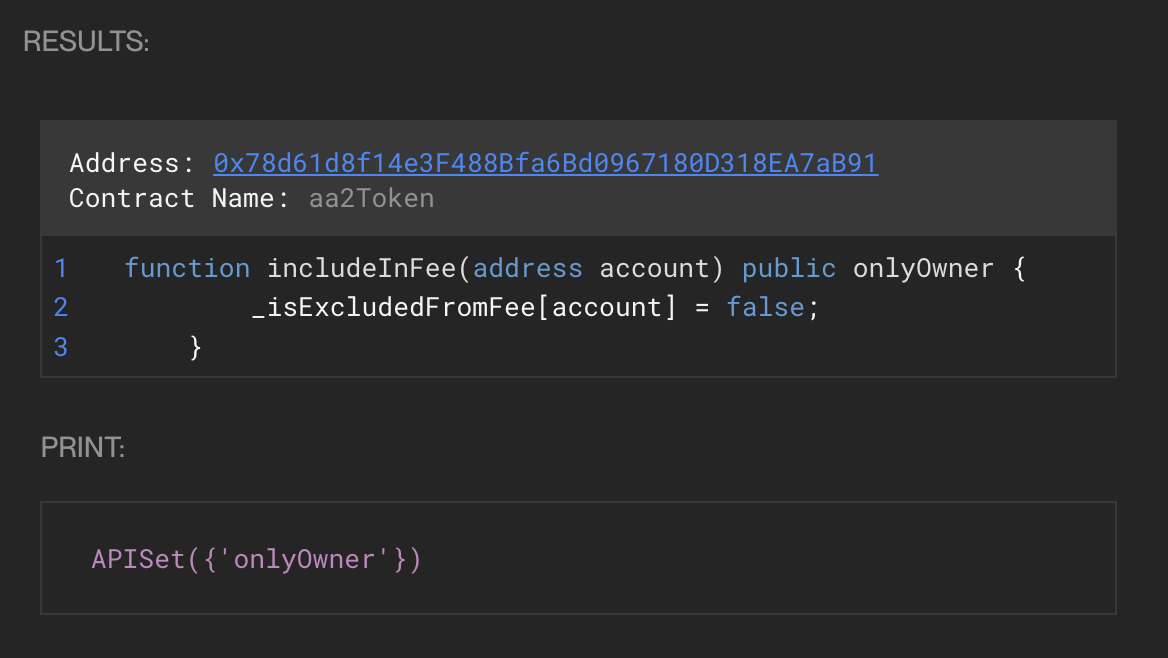 RESULTS:
Address: 0x78d61d8f14e3F488Bfa6Bd0967180D318EA7aB91
Contract Name: aa2Token
1 function includeInFee(address account) public onlyOwner {
2 _isExcludedFromFee[account] = false;
3 }
PRINT:
APISet({'onlyOwner'})